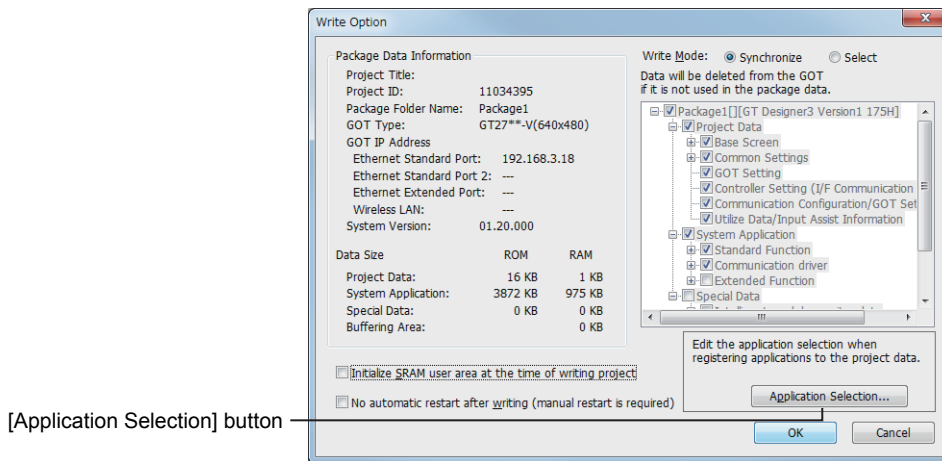 Write Option
Package Data Information
Project Title:
Project ID: 11034395
Package Folder Name: Package1
GOT Type: GT27**-V(640x480)
GOT IP Address
Ethernet Standard Port: 192.168.3.18
Ethernet Standard Port 2: ---
Ethernet Extended Port: ---
Wireless LAN: ---
System Version: 01.20.000
Data Size ROM RAM
Project Data: 16 KB 1 KB
System Application: 3872 KB 975 KB
Special Data: 0 KB 0 KB
Buffering Area: 0 KB
Initialize SRAM user area at the time of writing project
No automatic restart after writing (manual restart is required)
Write Mode: Synchronize Select
Data will be deleted from the GOT
if it is not used in the package data.
Package1[][GT Designer3 Version1 175H]
Project Data
Base Screen
Common Settings
GOT Setting
Controller Setting (I/F Communication
Communication Configuration/GOT Set
Utilize Data/Input Assist Information
System Application
Standard Function
Communication driver
Extended Function
Special Data
Edit the application selection when
registering applications to the project data.
Application Selection...
OK Cancel
[Application Selection] button